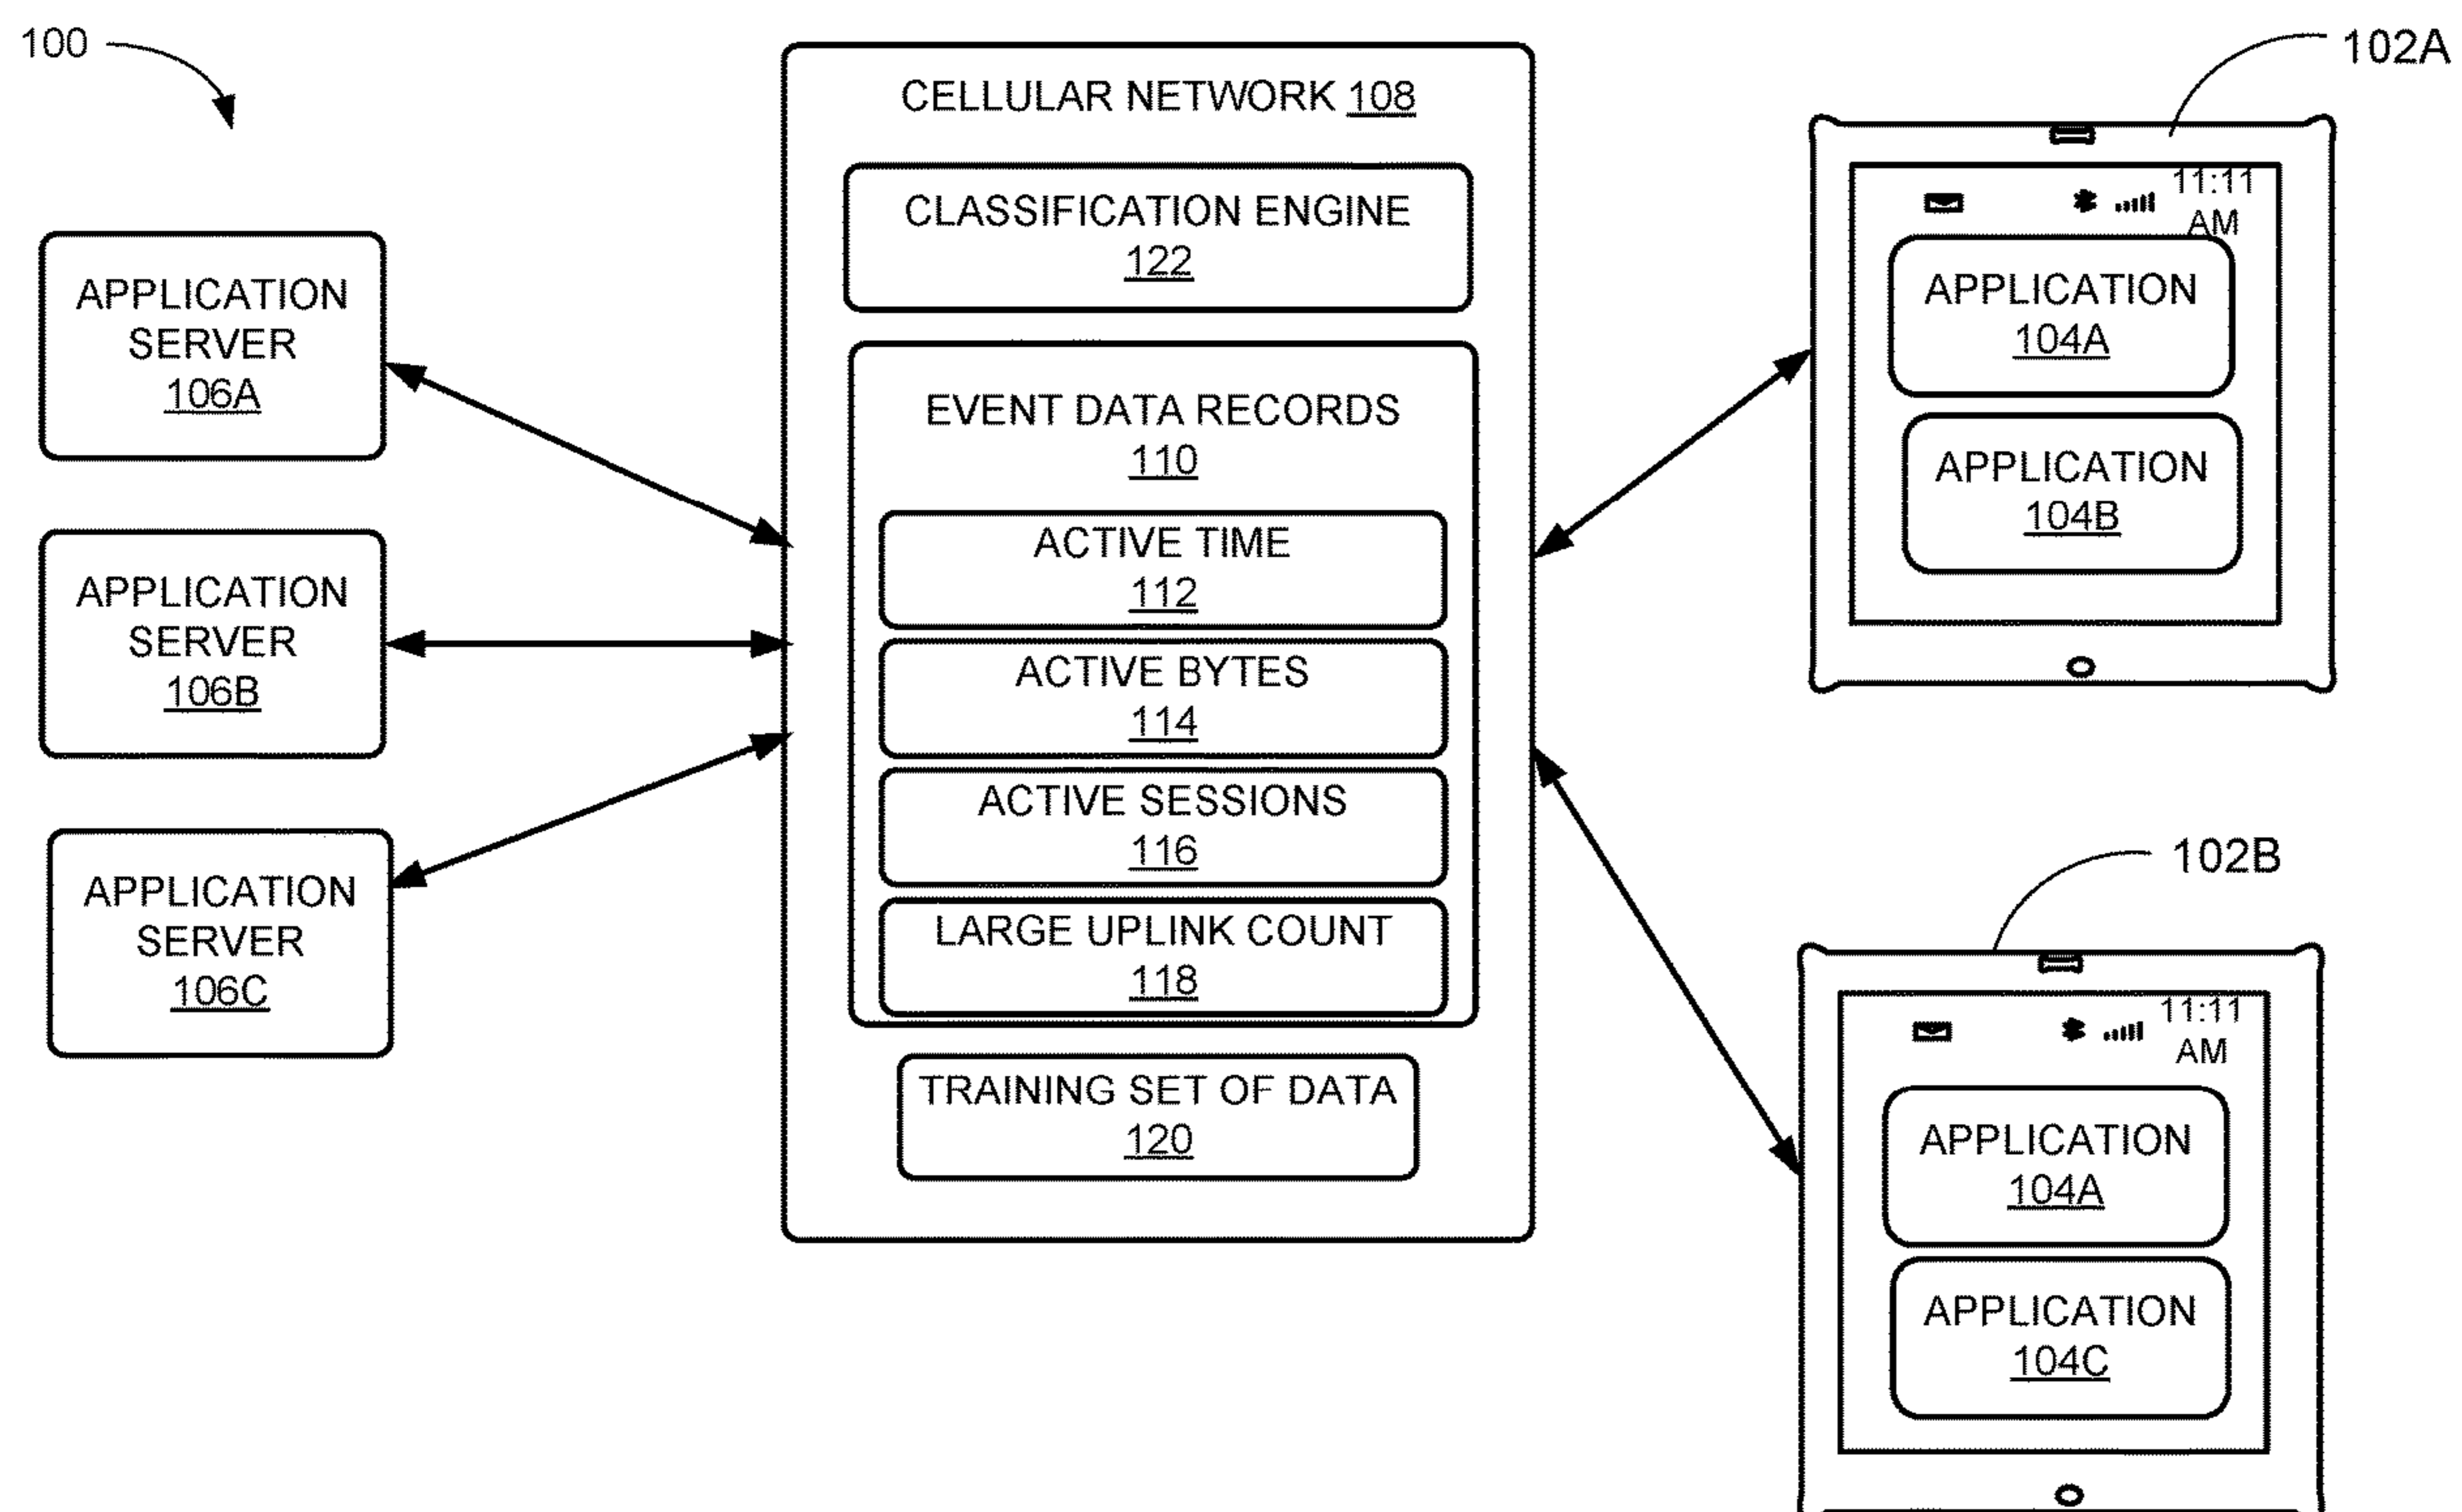 100
APPLICATION
SERVER
106A
APPLICATION
SERVER
106B
APPLICATION
SERVER
106C
CELLULAR NETWORK 108
CLASSIFICATION ENGINE
122
EVENT DATA RECORDS
110
ACTIVE TIME
112
ACTIVE BYTES
114
ACTIVE SESSIONS
116
LARGE UPLINK COUNT
118
TRAINING SET OF DATA
120
102A
11:11
AM
APPLICATION
104A
APPLICATION
104B
102B
11:11
AM
APPLICATION
104A
APPLICATION
104C